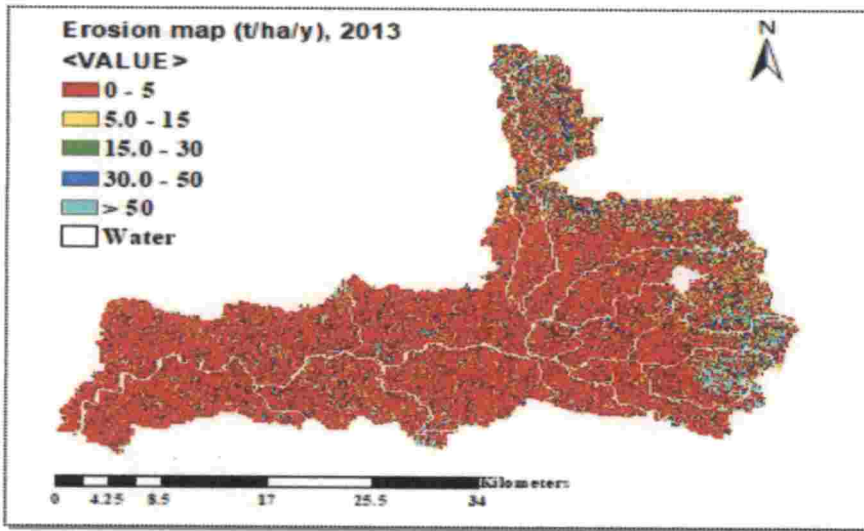 Erosion map (t/ha/y), 2013
<VALUE>
0 - 5
5.0 - 15
15.0 - 30
30.0 - 50
> 50
Water
N
Kilometers
0 4.25 8.5 17 25.5 34